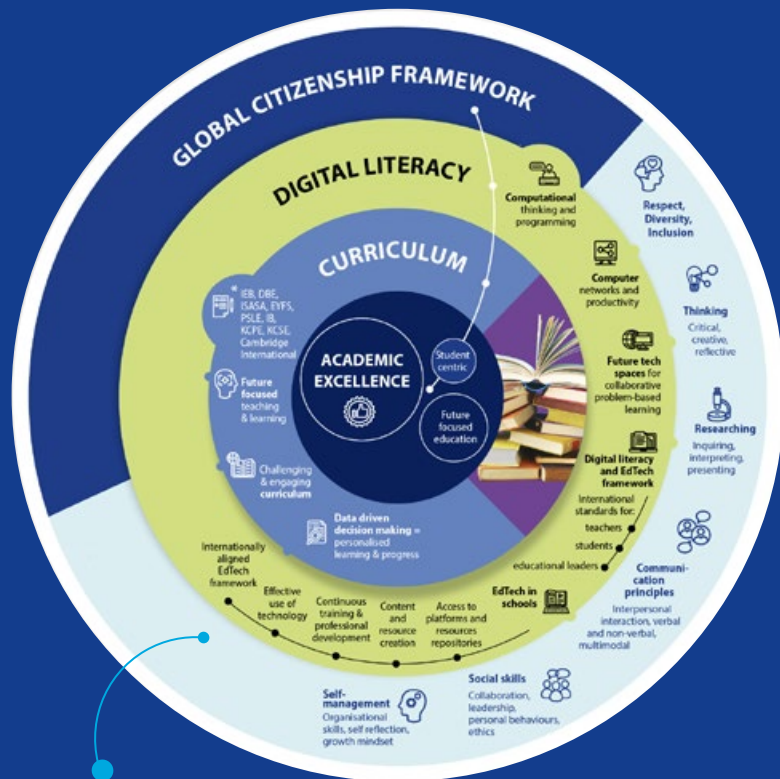 GLOBAL CITIZENSHIP FRAMEWORK
DIGITAL LITERACY
CURRICULUM
ACADEMIC
EXCELLENCE
Student
centric
Future
focused
education
IEB, DBE,
ISASA, EYFS,
PSLE, IB,
KCPE, KCSE,
Cambridge
International
Future
focused
teaching
& learning
Challenging
& engaging
curriculum
Data driven
decision making =
personalised
learning & progress
Computational
thinking and
programming
Computer
networks and
productivity
Future tech
spaces for
collaborative
problem-based
learning
Digital literacy
and EdTech
framework
International
standards for:
teachers
students
educational leaders
EdTech in
schools
Access to
platforms and
resources
repositories
Content
and
resource
creation
Continuous
training &
professional
development
Effective
use of
technology
Internationally
aligned
EdTech
framework
Respect,
Diversity,
Inclusion
Thinking
Critical,
creative,
reflective
Researching
Inquiring,
interpreting,
presenting
Communi-
cation
principles
Interpersonal
interaction, verbal
and non-verbal,
multimodal
Social skills
Collaboration,
leadership,
personal behaviours,
ethics
Self-
management
Organisational
skills, self reflection,
growth mindset